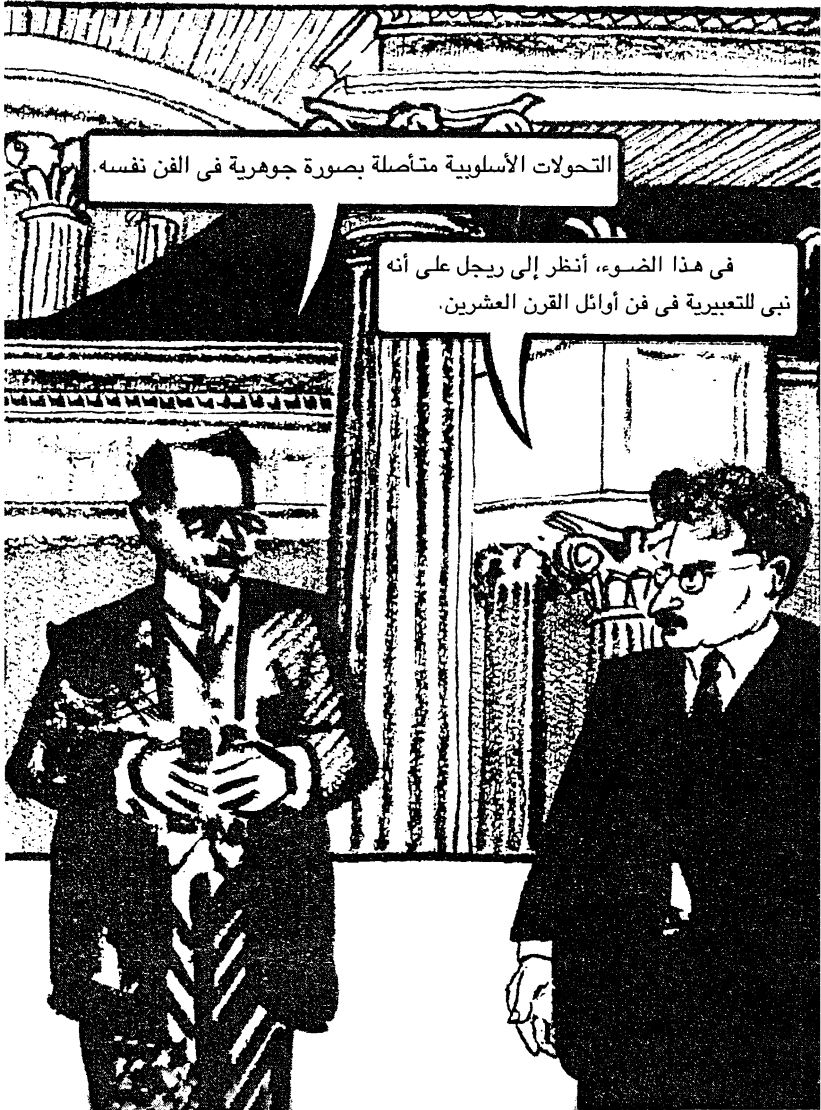 التحولات الأسلوبية متأصلة بصورة جوهرية فى الفن نفسه.
فى هذا الضوء، أنظر إلى ريجل على أنه
نبى للتعبيرية فى فن أوائل القرن العشرين.